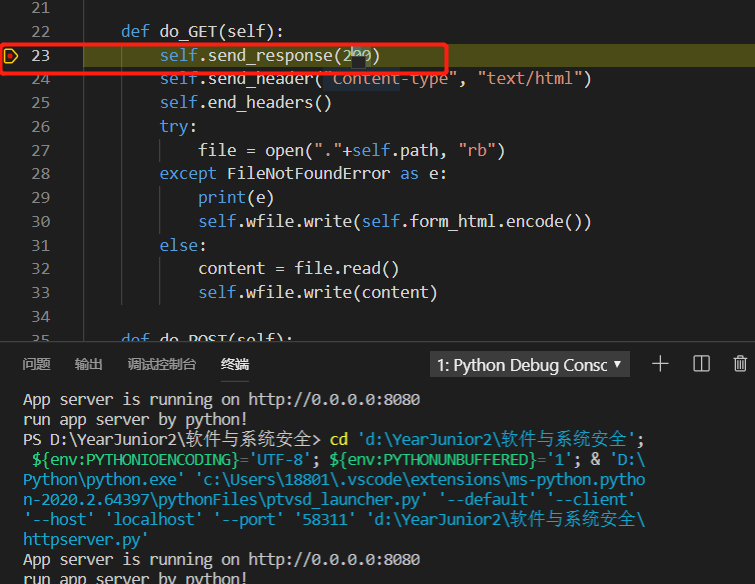 21
22 def do_GET(self):
23 self.send_response(200)
24 self.send_header("content-type", "text/html")
25 self.end_headers()
26 try:
27 file = open("."+self.path, "rb")
28 except FileNotFoundError as e:
29 print(e)
30 self.wfile.write(self.form_html.encode())
31 else:
32 content = file.read()
33 self.wfile.write(content)
34
35 def do_POST(self):
问题 输出 调试控制台 终端 1: Python Debug Consc
App server is running on http://0.0.0.0:8080
run app server by python!
PS D:\YearJunior2\软件与系统安全> cd 'd:\YearJunior2\软件与系统安全';
${env:PYTHONIOENCODING}='UTF-8'; ${env:PYTHONUNBUFFERED}='1'; & 'D:\
Python\python.exe' 'c:\Users\18801\.vscode\extensions\ms-python.pytho
n-2020.2.64397\pythonFiles\ptvsd_launcher.py' '--default' '--client'
'--host' 'localhost' '--port' '58311' 'd:\YearJunior2\软件与系统安全\
httpserver.py'
App server is running on http://0.0.0.0:8080
run app server by python!